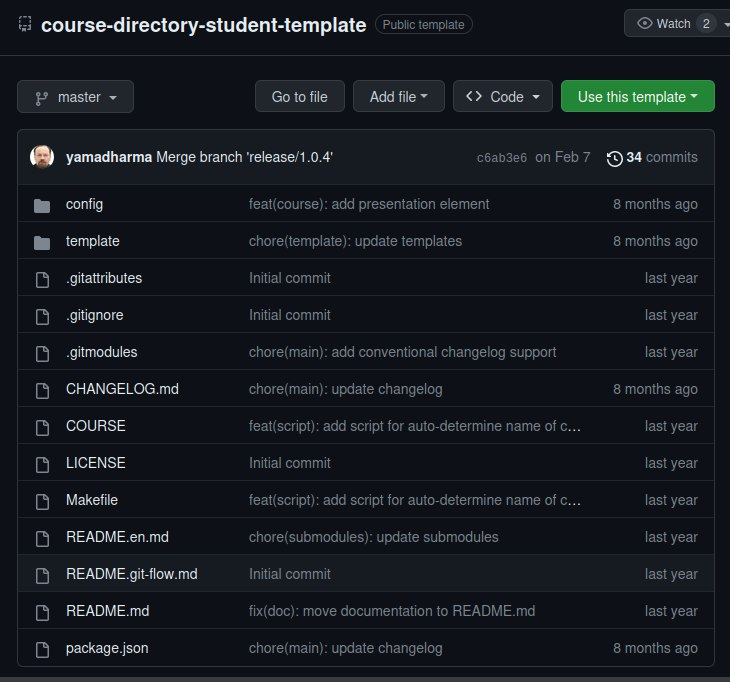 course-directory-student-template Public template Watch 2
master Go to file Add file Code Use this template
yamadharma Merge branch 'release/1.0.4' c6ab3e6 on Feb 7 34 commits
config feat(course): add presentation element 8 months ago
template chore(template): update templates 8 months ago
.gitattributes Initial commit last year
.gitignore Initial commit last year
.gitmodules chore(main): add conventional changelog support last year
CHANGELOG.md chore(main): update changelog 8 months ago
COURSE feat(script): add script for auto-determine name of c... last year
LICENSE Initial commit last year
Makefile feat(script): add script for auto-determine name of c... last year
README.en.md chore(submodules): update submodules last year
README.git-flow.md Initial commit last year
README.md fix(doc): move documentation to README.md last year
package.json chore(main): update changelog 8 months ago